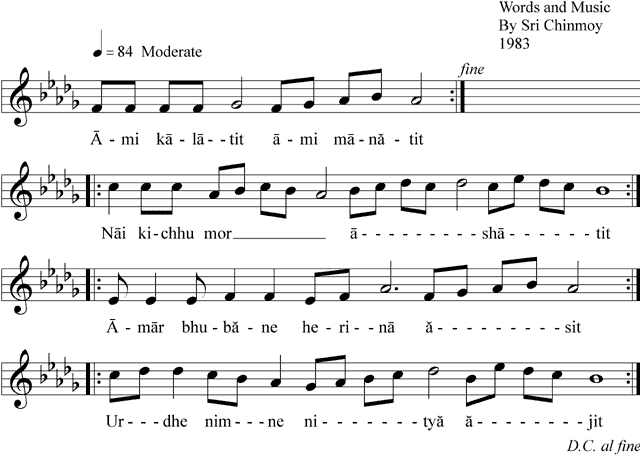 Words and Music
By Sri Chinmoy
1983
♩ = 84 Moderate
fine
Ā - mi kā - lā - tit ā - mi mā - nă - tit
Nāi ki - chhu mor ā - - - - - - - - - shā - - - - - - - tit
Ā - mār bhu - bă - ne he - ri - nā ă - - - - - - - - sit
Ur - - - dhe nim - - - ne ni - - - - - - tyă ă - - - - - - - - jit
D.C. al fine